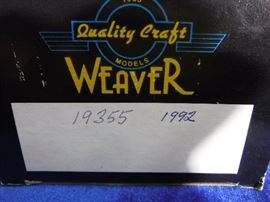 Quality Craft
MODELS
WEAVER
19355 1992